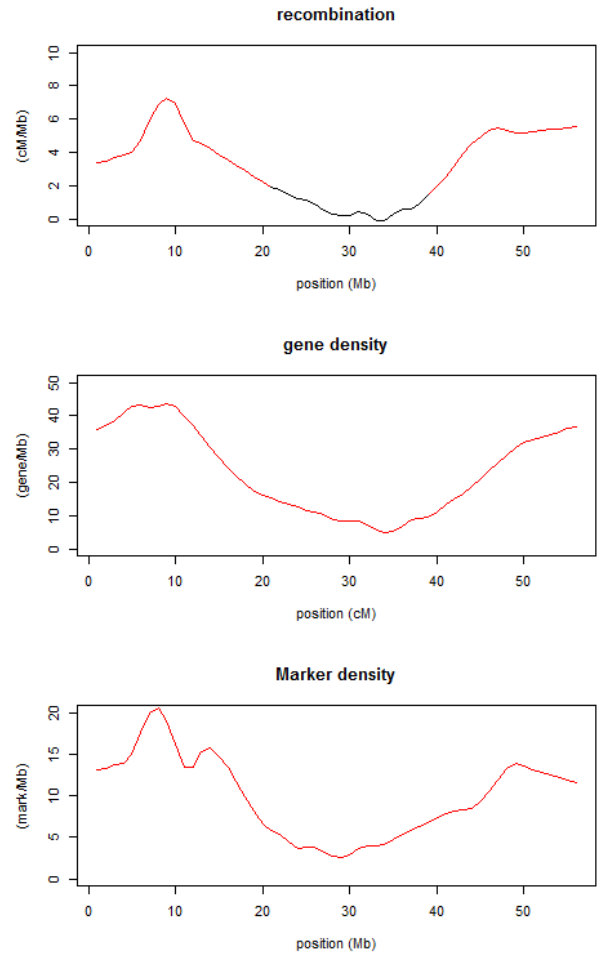 recombination
10
8
6
4
2
0
(cM/Mb)
0 10 20 30 40 50
position (Mb)
gene density
50
40
30
20
10
0
(gene/Mb)
0 10 20 30 40 50
position (cM)
Marker density
20
15
10
5
0
(mark/Mb)
0 10 20 30 40 50
position (Mb)